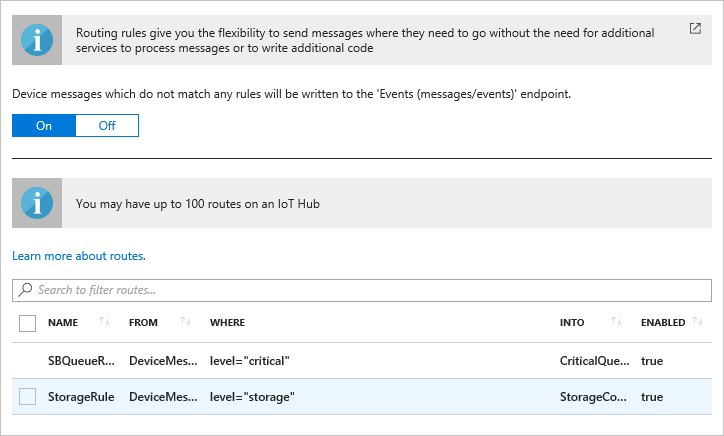 Routing rules give you the flexibility to send messages where they need to go without the need for additional
services to process messages or to write additional code
Device messages which do not match any rules will be written to the 'Events (messages/events)' endpoint.
On Off
You may have up to 100 routes on an IoT Hub
Learn more about routes.
Search to filter routes...
NAME FROM WHERE INTO ENABLED
SBQueueR... DeviceMes... level="critical" CriticalQue... true
StorageRule DeviceMes... level="storage" StorageCo... true